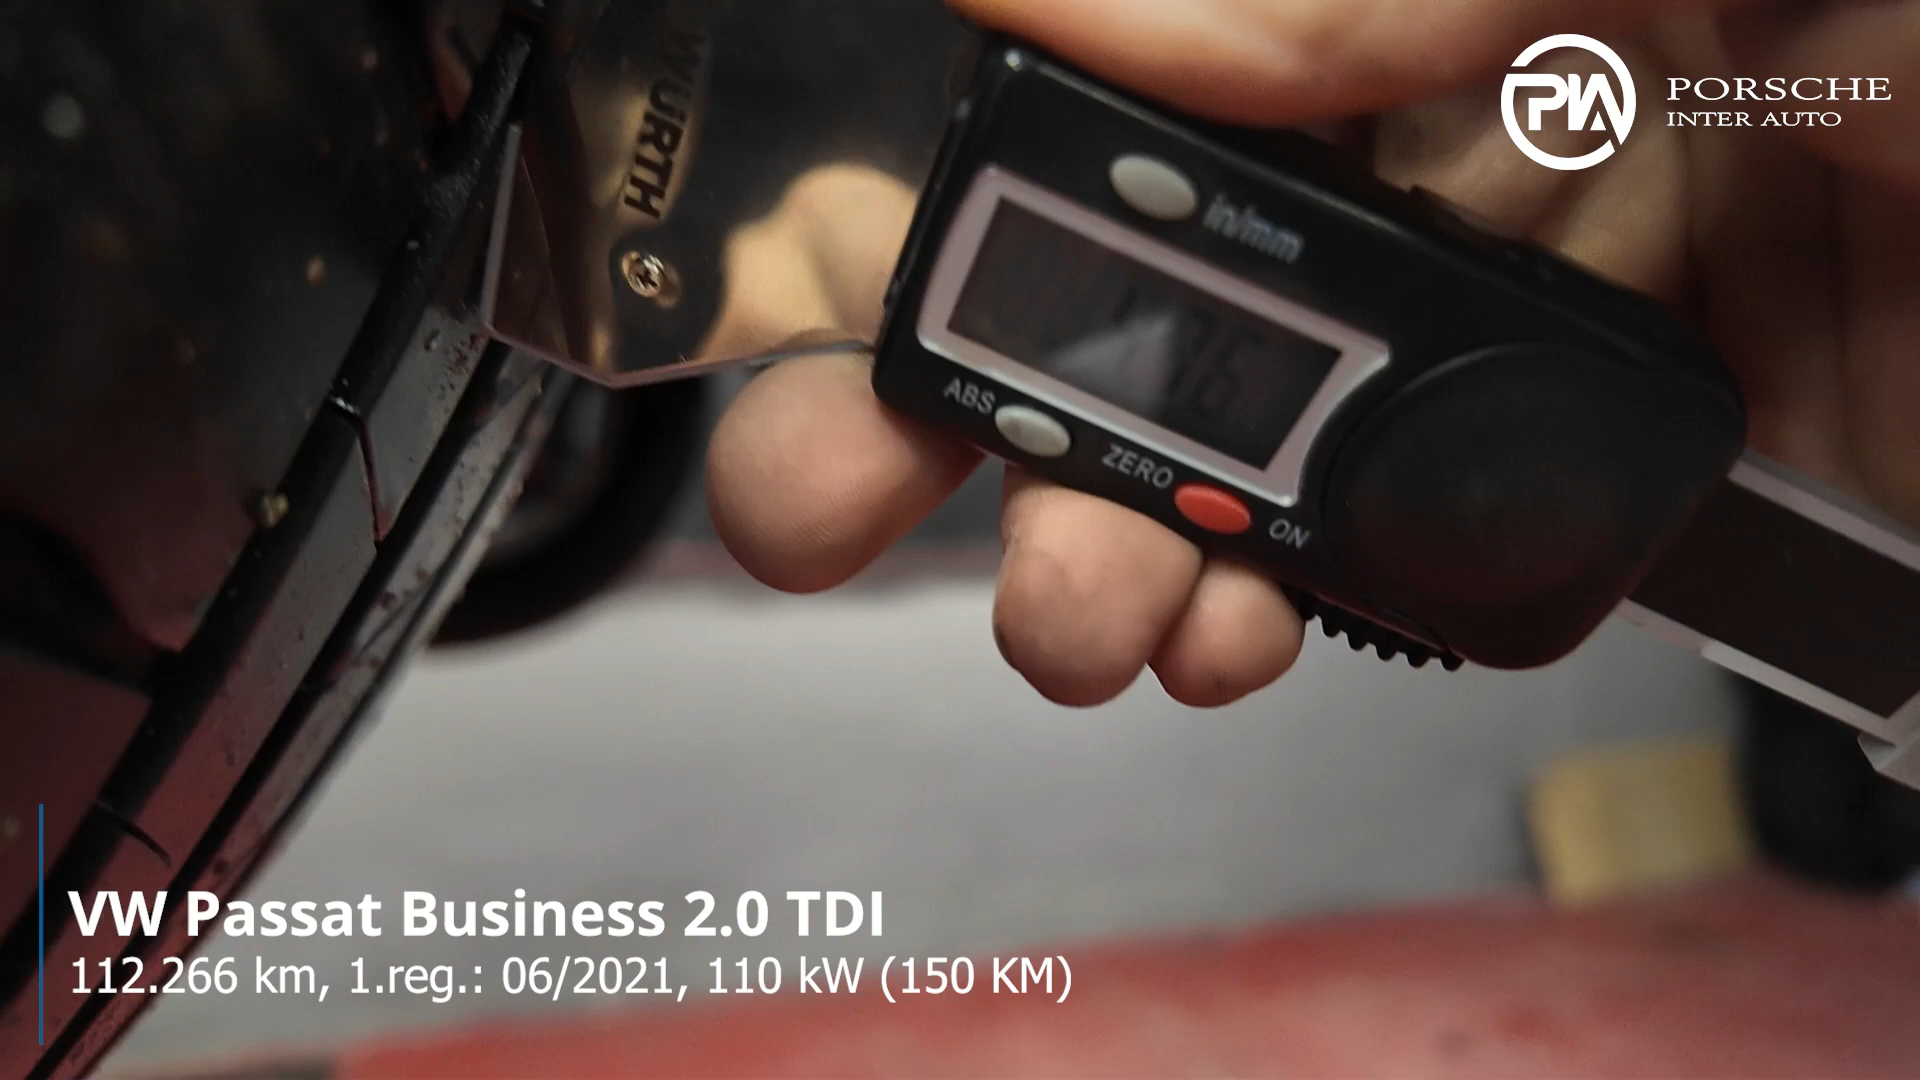 PIA
PORSCHE
INTER AUTO
WÜRTH
in/mm
ABS
ZERO
ON
VW Passat Business 2.0 TDI
112.266 km, 1.reg.: 06/2021, 110 kW (150 KM)